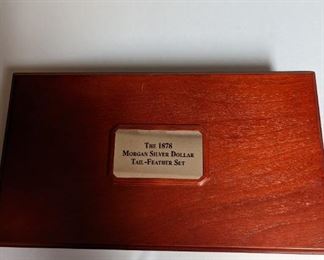 The 1878
Morgan Silver Dollar
Tail-Feather Set